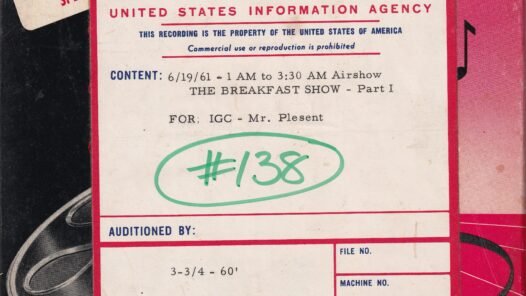 UNITED STATES INFORMATION AGENCY
THIS RECORDING IS THE PROPERTY OF THE UNITED STATES OF AMERICA
Commercial use or reproduction is prohibited
CONTENT: 6/19/61 - 1 AM to 3:30 AM Airshow
THE BREAKFAST SHOW - Part I
FOR: IGC - Mr. Plesent
#138
AUDITIONED BY:
3-3/4 - 60'
FILE NO.
MACHINE NO.